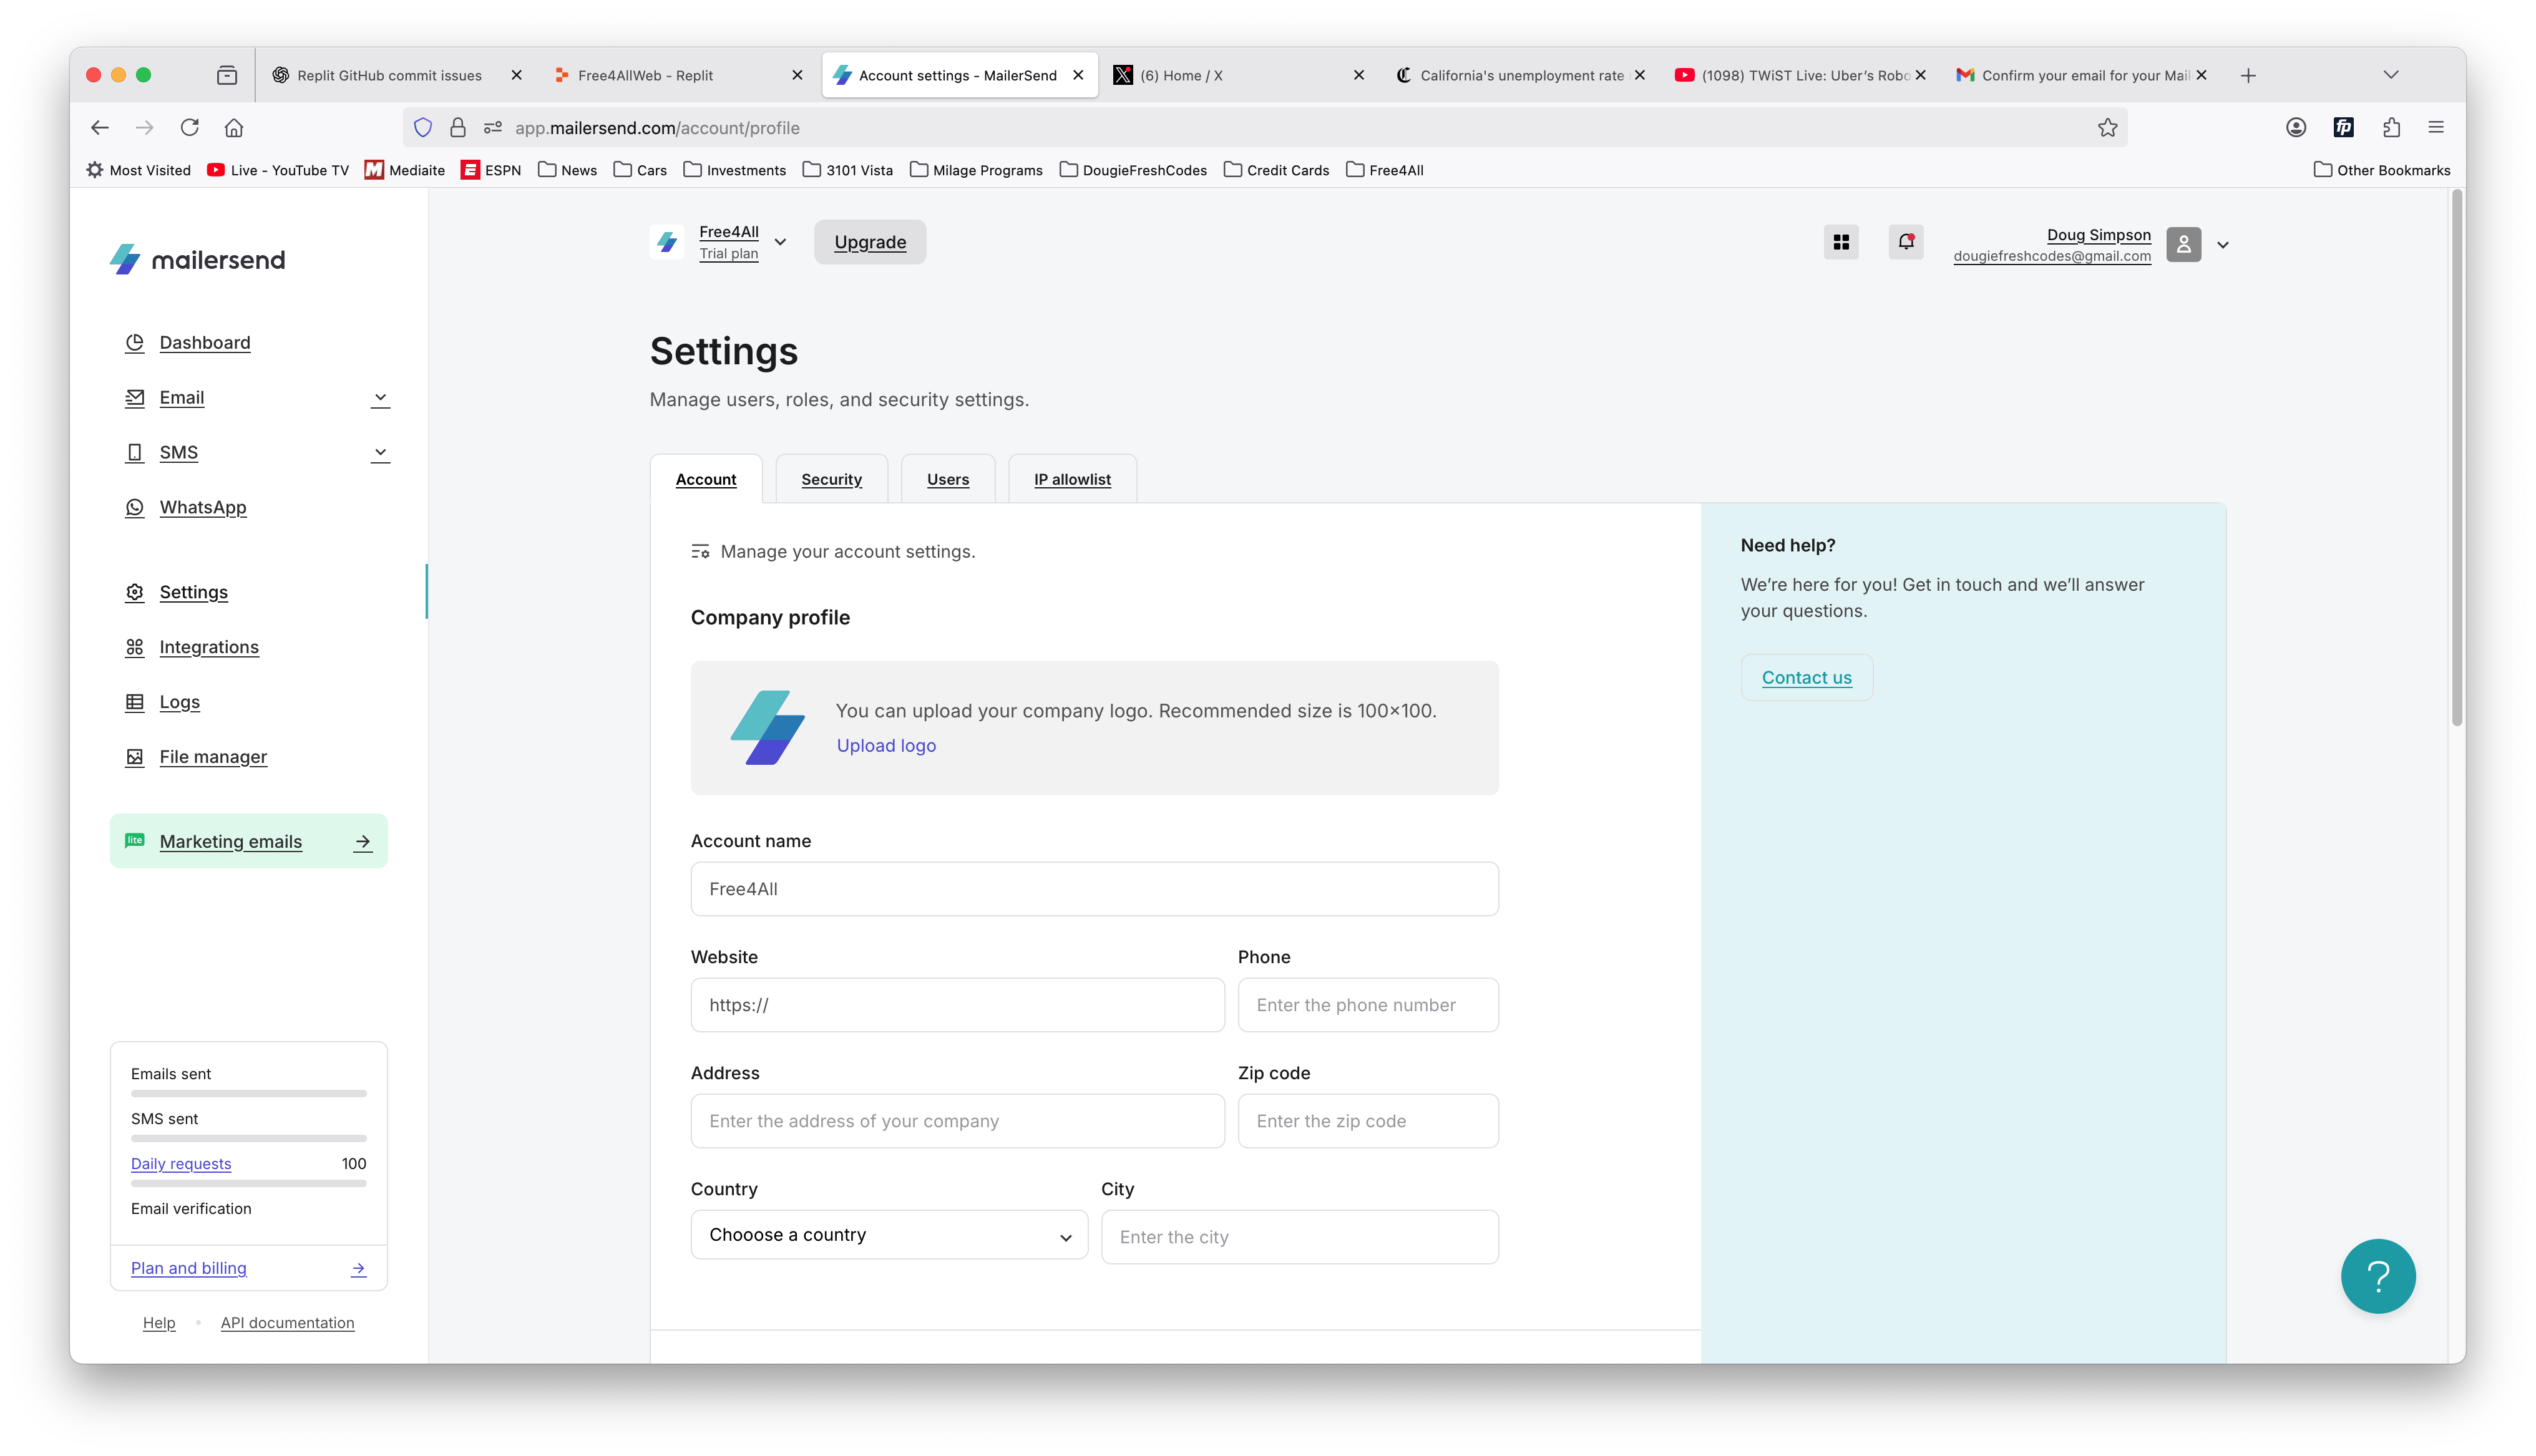 Replit GitHub commit issues
Free4AllWeb - Replit
Account settings - MailerSend
(6) Home / X
California's unemployment rate
(1098) TWiST Live: Uber's Robo
Confirm your email for your Mail
app.mailersend.com/account/profile
fp
Most Visited
Live - YouTube TV
Mediaite
ESPN
News
Cars
Investments
3101 Vista
Milage Programs
DougieFreshCodes
Credit Cards
Free4All
Other Bookmarks
mailersend
Dashboard
Email
SMS
WhatsApp
Settings
Integrations
Logs
File manager
lite
Marketing emails
Emails sent
SMS sent
Daily requests 100
Email verification
Plan and billing
Help • API documentation
Free4All
Trial plan
Upgrade
Doug Simpson
dougiefreshcodes@gmail.com
Settings
Manage users, roles, and security settings.
Account
Security
Users
IP allowlist
Manage your account settings.
Company profile
You can upload your company logo. Recommended size is 100×100.
Upload logo
Account name
Free4All
Website
Phone
https://
Enter the phone number
Address
Zip code
Enter the address of your company
Enter the zip code
Country
City
Chooose a country
Enter the city
Need help?
We're here for you! Get in touch and we'll answer
your questions.
Contact us
?